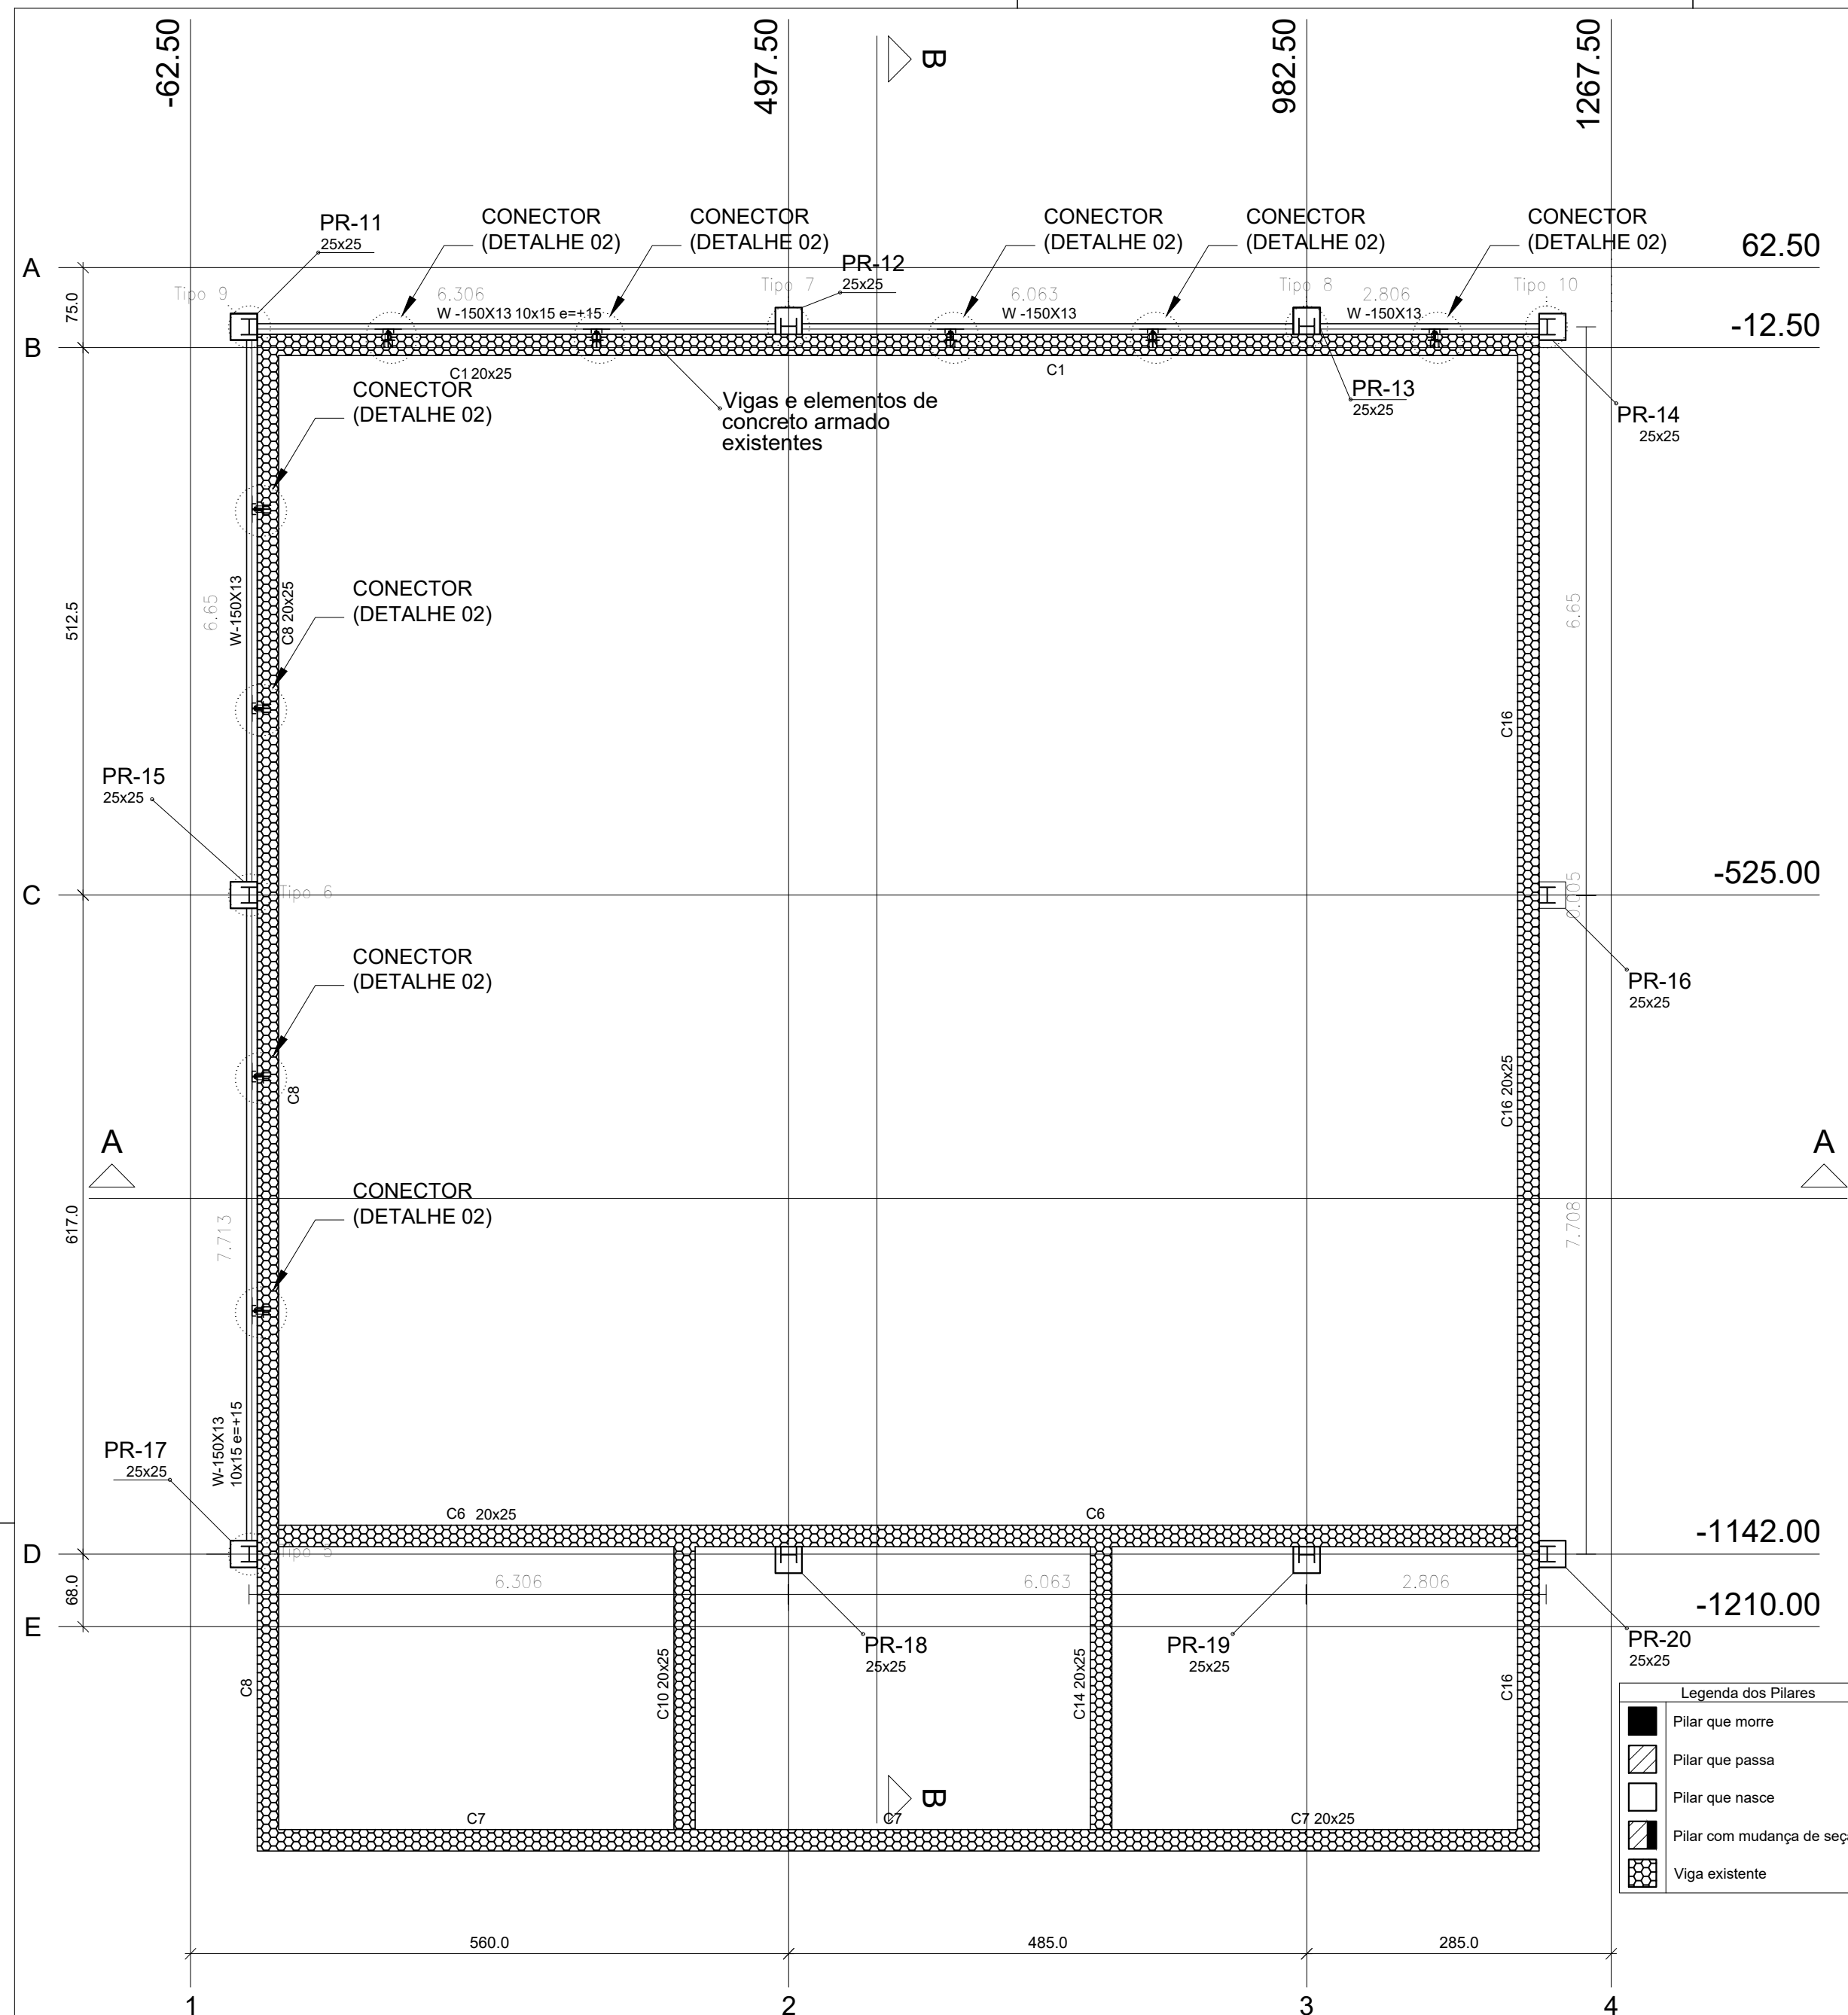 -62.50
497.50
982.50
1267.50
B
PR-11
25x25
CONECTOR
(DETALHE 02)
CONECTOR
(DETALHE 02)
CONECTOR
(DETALHE 02)
CONECTOR
(DETALHE 02)
CONECTOR
(DETALHE 02)
62.50
A
PR-12
25x25
Tipo 9
6.306
Tipo 7
6.063
Tipo 8
2.806
Tipo 10
75.0
W -150X13 10x15 e=+15
W -150X13
W -150X13
-12.50
B
C1 20x25
C1
CONECTOR
(DETALHE 02)
Vigas e elementos de
concreto armado
existentes
PR-13
25x25
PR-14
25x25
CONECTOR
(DETALHE 02)
512.5
6.65
W-150X13
C8 20x25
6.65
C16
PR-15
25x25
C
Tipo 6
-525.00
PR-16
25x25
CONECTOR
(DETALHE 02)
C8
C16 20x25
A
A
CONECTOR
(DETALHE 02)
617.0
7.713
7.708
W-150X13
10x15 e=+15
PR-17
25x25
C6 20x25
C6
D
Tipo 5
-1142.00
6.306
6.063
2.806
68.0
-1210.00
E
PR-18
25x25
PR-19
25x25
PR-20
25x25
C8
C10 20x25
C14 20x25
C16
Legenda dos Pilares
Pilar que morre
Pilar que passa
Pilar que nasce
Pilar com mudança de
Viga existente
B
C7
C7
C7 20x25
560.0
485.0
285.0
1
2
3
4